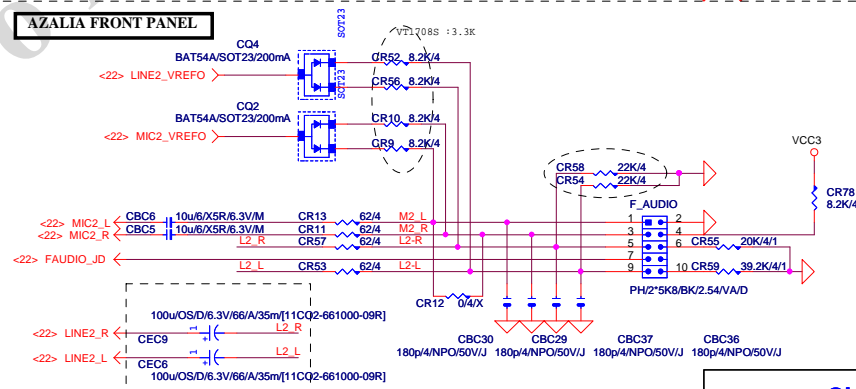 AZALIA FRONT PANEL
SOT23
VT1708S :3.3K
CQ4
BAT54A/SOT23/200mA
CR52 8.2K/4
<22> LINE2_VREFO
SOT23
CR56 8.2K/4
CQ2
BAT54A/SOT23/200mA
CR10 8.2K/4
<22> MIC2_VREFO
CR9 8.2K/4
VCC3
CR58 22K/4
CR54 22K/4
CR78
8.2K/4
F_AUDIO
<22> MIC2_L CBC6 10u/6/X5R/6.3V/M CR13 62/4 M2_L 1 2
<22> MIC2_R CBC5 10u/6/X5R/6.3V/M CR11 62/4 M2_R 3 4
L2_R CR57 62/4 L2-R 5 6 CR55 20K/4/1
<22> FAUDIO_JD 7
L2_L CR53 62/4 L2-L 9 10 CR59 39.2K/4/1
PH/2*5K8/BK/2.54/VA/D
CR12 0/4/X
100u/OS/D/6.3V/66/A/35m/[11CO2-661000-09R]
<22> LINE2_R 1 + L2_R
CEC9
<22> LINE2_L 1 + L2_L
CEC6
100u/OS/D/6.3V/66/A/35m/[11CO2-661000-09R]
CBC30 CBC29 CBC37 CBC36
180p/4/NPO/50V/J 180p/4/NPO/50V/J 180p/4/NPO/50V/J 180p/4/NPO/50V/J